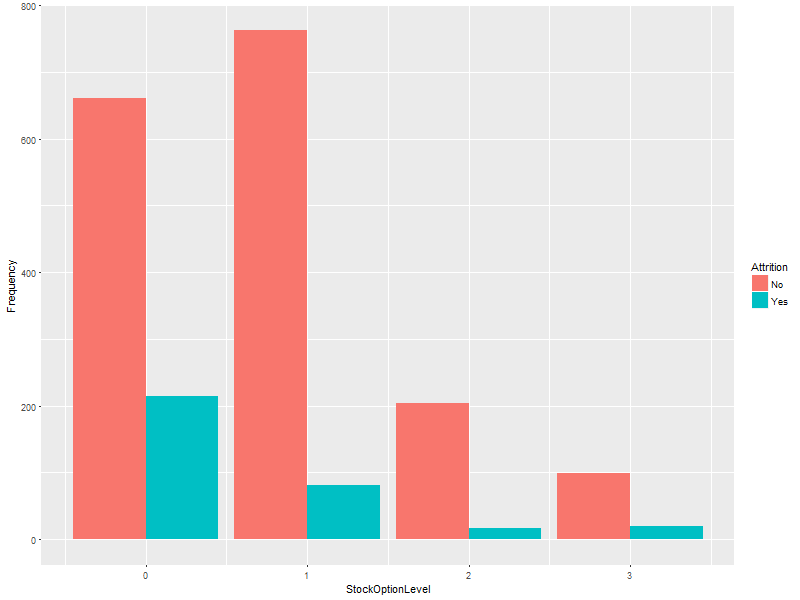 800
600
400
200
0
Frequency
0 1 2 3
StockOptionLevel
Attrition
No
Yes